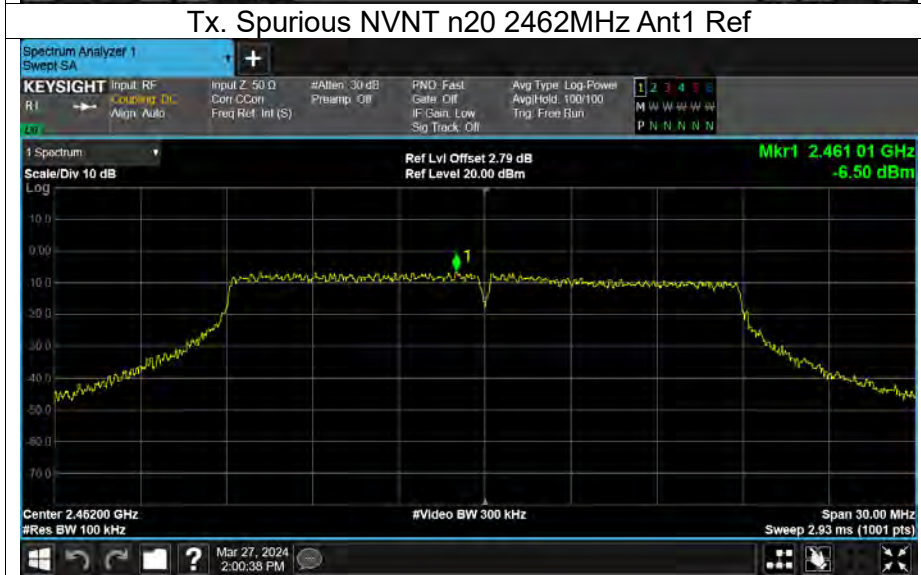 Tx. Spurious NVNT n20 2462MHz Ant1 Ref
Spectrum Analyzer 1
Swept SA
+
KEYSIGHT Input: RF Input Z: 50 Ω #Atten: 30 dB PNO: Fast Avg Type: Log-Power 1 2 3 4 5 6
Coupling: DC Corr CCorr Preamp: Off Gate: Off Avg|Hold: 100/100 M W W W W W
Align: Auto Freq Ref: Int (S) IF Gain: Low Trig: Free Run
Sig Track: Off P N N N N N
1 Spectrum
Ref Lvl Offset 2.79 dB Mkr1 2.461 01 GHz
Scale/Div 10 dB Ref Level 20.00 dBm -6.50 dBm
Log
10.0
0.00
1
-10.0
-20.0
-30.0
-40.0
-50.0
-60.0
-70.0
Center 2.46200 GHz #Video BW 300 kHz Span 30.00 MHz
#Res BW 100 kHz Sweep 2.93 ms (1001 pts)
? Mar 27, 2024
2:00:38 PM